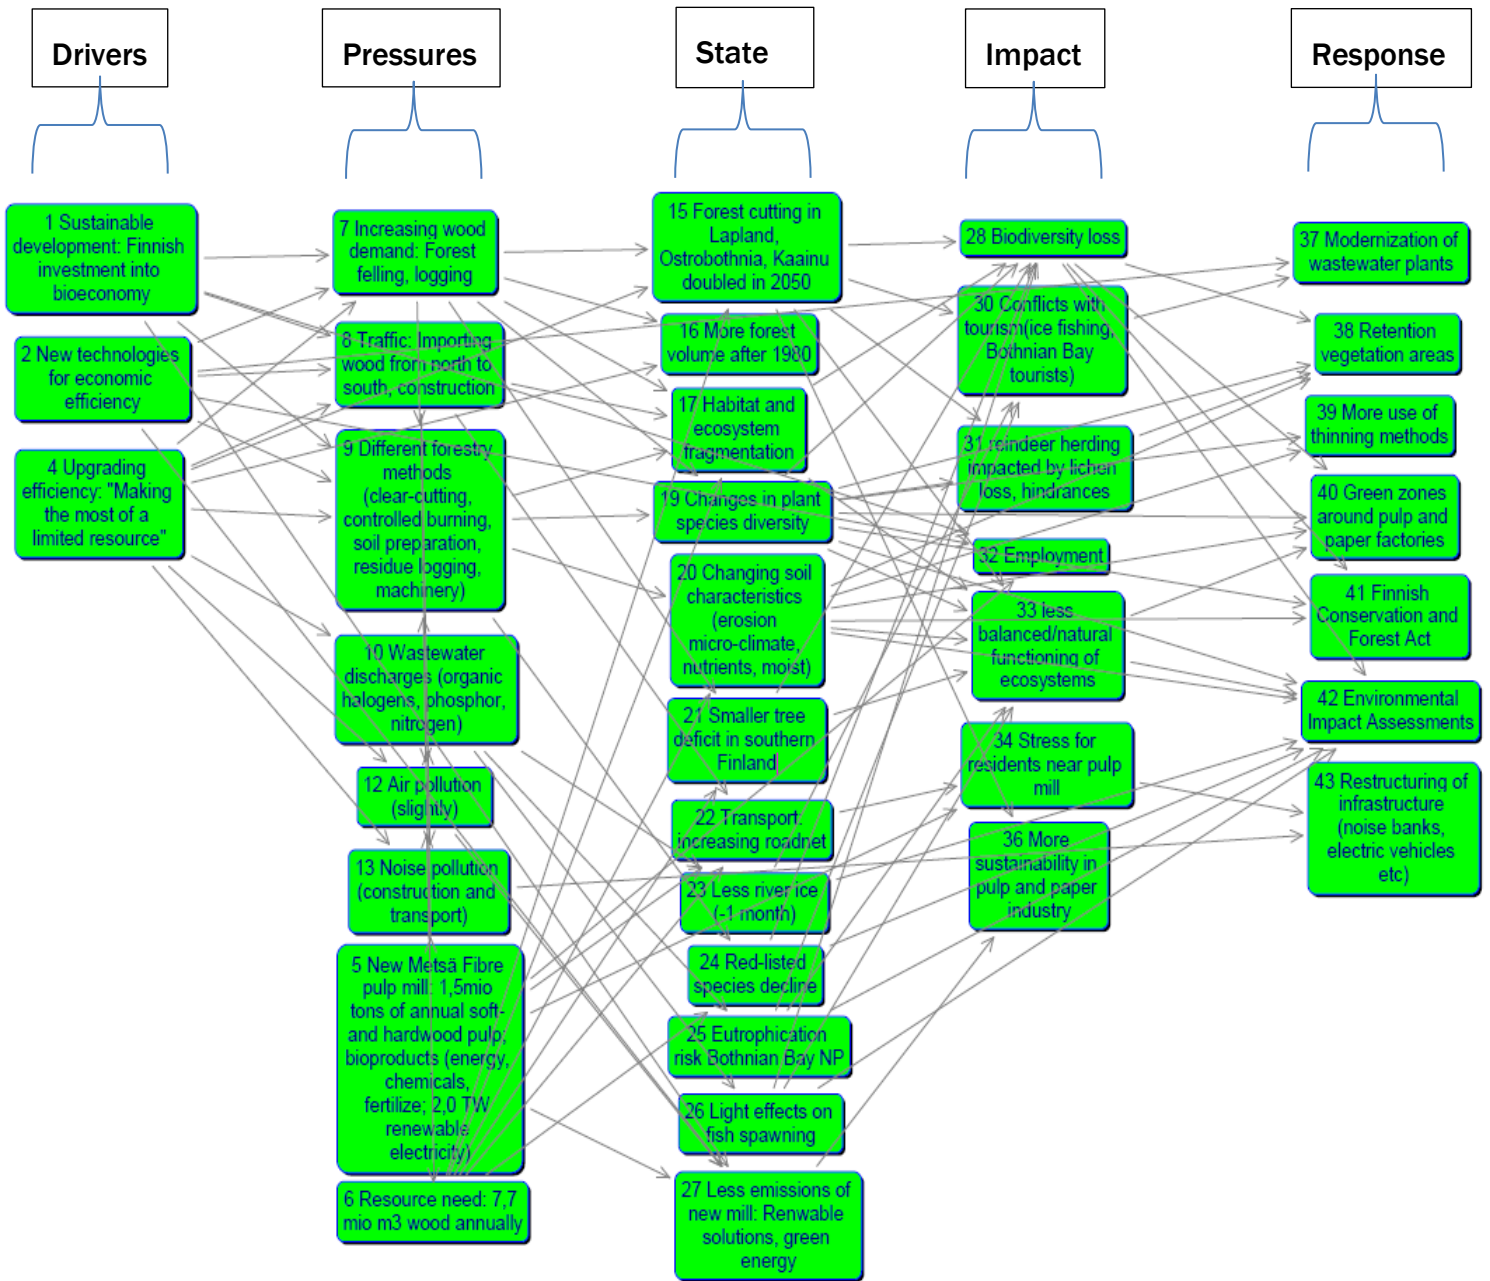 Drivers
Pressures
State
Impact
Response
1 Sustainable
development: Finnish
investment into
bioeconomy
2 New technologies
for economic
efficiency
4 Upgrading
efficiency: "Making
the most of a
limited resource"
7 Increasing wood
demand: Forest
felling, logging
8 Traffic: Importing
wood from north to
south, construction
9 Different forestry
methods
(clear-cutting,
controlled burning,
soil preparation,
residue logging,
machinery)
10 Wastewater
discharges (organic
halogens, phosphor,
nitrogen)
12 Air pollution
(slightly)
13 Noise pollution
(construction and
transport)
5 New Metsä Fibre
pulp mill: 1,5mio
tons of annual soft-
and hardwood pulp;
bioproducts (energy,
chemicals,
fertilize; 2,0 TW
renewable
electricity)
6 Resource need: 7,7
mio m3 wood annually
15 Forest cutting in
Lapland,
Ostrobothnia, Kaainu
doubled in 2050
16 More forest
volume after 1980
17 Habitat and
ecosystem
fragmentation
19 Changes in plant
species diversity
20 Changing soil
characteristics
(erosion
micro-climate,
nutrients, moist)
21 Smaller tree
deficit in southern
Finland
22 Transport:
increasing roadnet
23 Less river ice
(-1 month)
24 Red-listed
species decline
25 Eutrophication
risk Bothnian Bay NP
26 Light effects on
fish spawning
27 Less emissions of
new mill: Renwable
solutions, green
energy
28 Biodiversity loss
30 Conflicts with
tourism(ice fishing,
Bothnian Bay
tourists)
31 reindeer herding
impacted by lichen
loss, hindrances
32 Employment
33 less
balanced/natural
functioning of
ecosystems
34 Stress for
residents near pulp
mill
36 More
sustainability in
pulp and paper
industry
37 Modernization of
wastewater plants
38 Retention
vegetation areas
39 More use of
thinning methods
40 Green zones
around pulp and
paper factories
41 Finnish
Conservation and
Forest Act
42 Environmental
Impact Assessments
43 Restructuring of
infrastructure
(noise banks,
electric vehicles
etc)